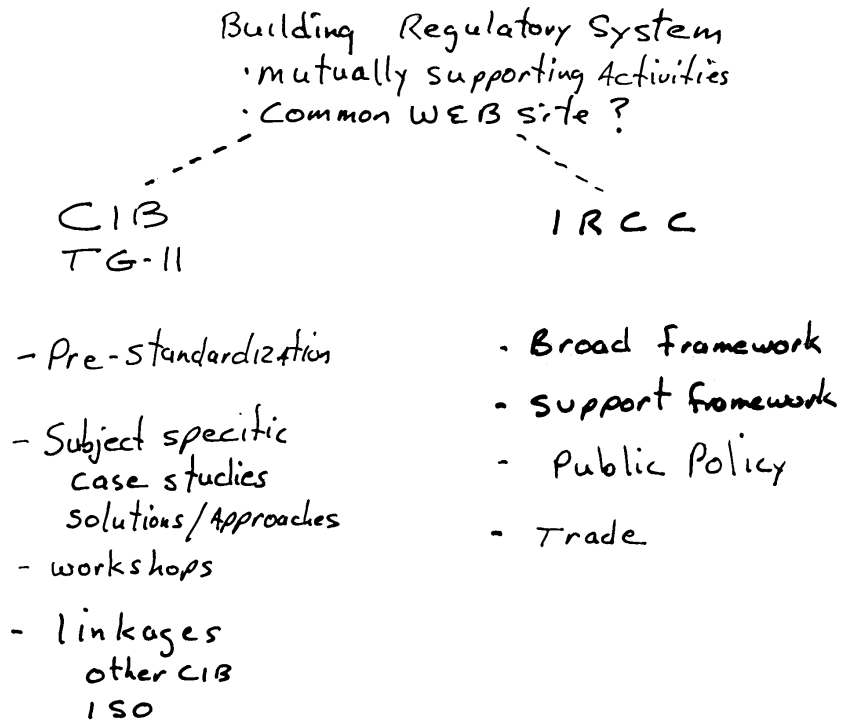 Building Regulatory System
· mutually supporting Activities
· Common WEB site ?
CIB
TG-11
IRCC
- Pre-standardization
- Subject specific
case studies
solutions/Approaches
- workshops
- linkages
other CIB
ISO
- Broad framework
- support framework
- Public Policy
- Trade